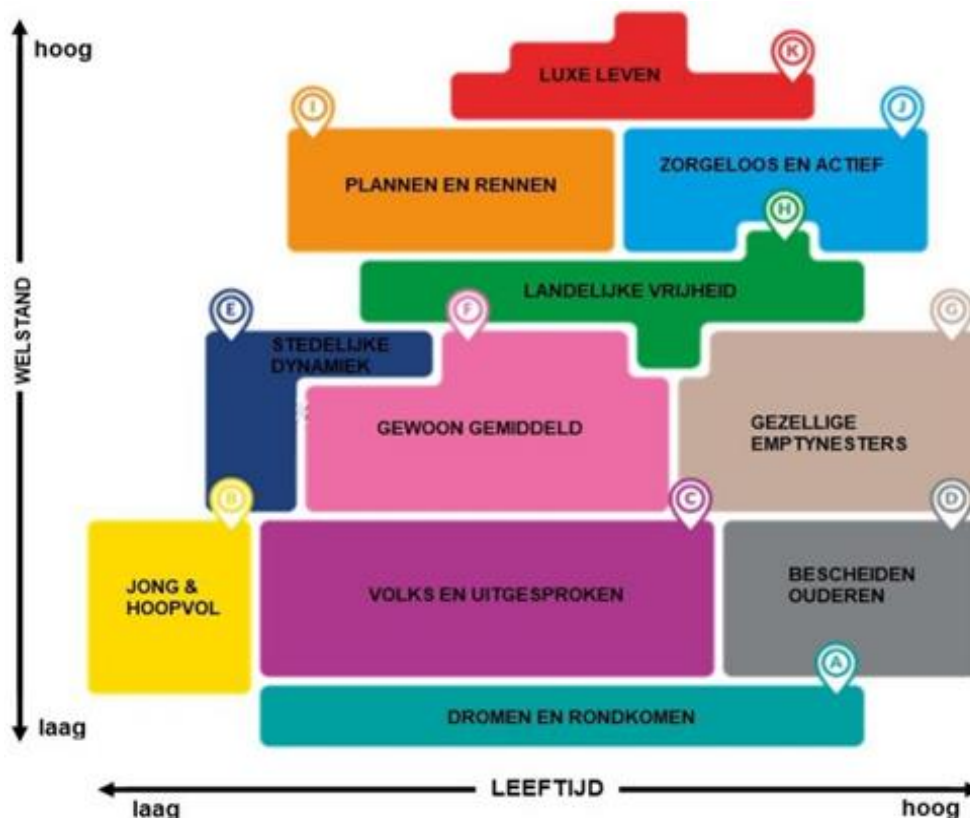 hoog
K
LUXE LEVEN
I
J
PLANNEN EN RENNEN
ZORGELOOS EN ACTIEF
H
LANDELIJKE VRIJHEID
E
F
G
STEDELIJKE
DYNAMIEK
WELSTAND
GEWOON GEMIDDELD
GEZELLIGE
EMPTYNESTERS
B
C
D
JONG &
HOOPVOL
VOLKS EN UITGESPROKEN
BESCHEIDEN
OUDEREN
A
DROMEN EN RONDKOMEN
laag
LEEFTIJD
laag
hoog